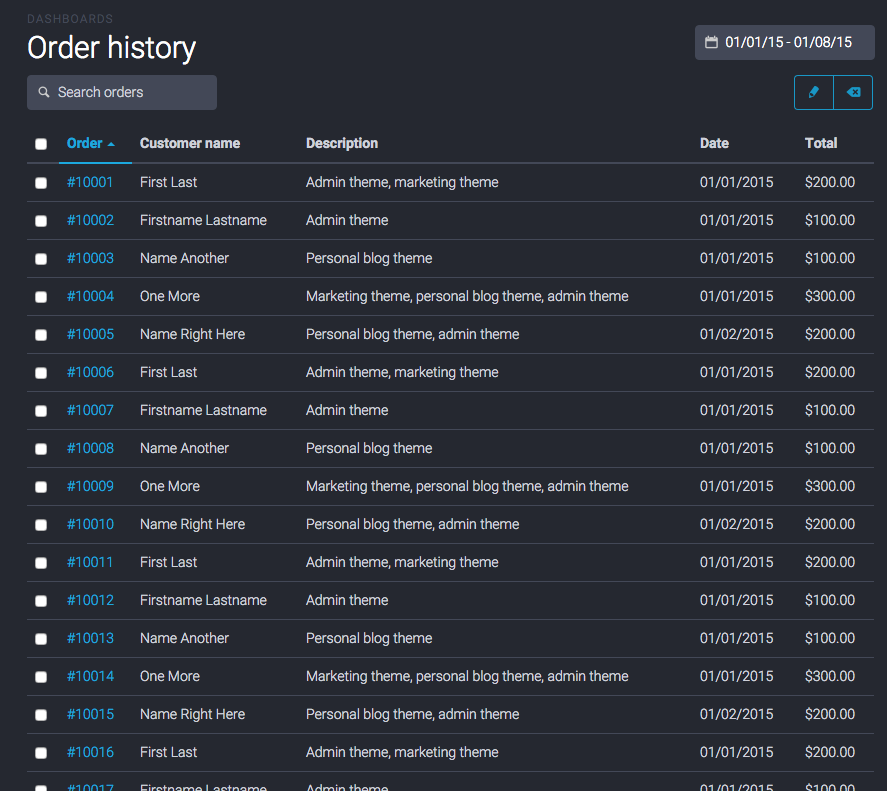 DASHBOARDS
Order history
01/01/15 - 01/08/15
Search orders
Order Customer name Description Date Total
#10001 First Last Admin theme, marketing theme 01/01/2015 $200.00
#10002 Firstname Lastname Admin theme 01/01/2015 $100.00
#10003 Name Another Personal blog theme 01/01/2015 $100.00
#10004 One More Marketing theme, personal blog theme, admin theme 01/01/2015 $300.00
#10005 Name Right Here Personal blog theme, admin theme 01/02/2015 $200.00
#10006 First Last Admin theme, marketing theme 01/01/2015 $200.00
#10007 Firstname Lastname Admin theme 01/01/2015 $100.00
#10008 Name Another Personal blog theme 01/01/2015 $100.00
#10009 One More Marketing theme, personal blog theme, admin theme 01/01/2015 $300.00
#10010 Name Right Here Personal blog theme, admin theme 01/02/2015 $200.00
#10011 First Last Admin theme, marketing theme 01/01/2015 $200.00
#10012 Firstname Lastname Admin theme 01/01/2015 $100.00
#10013 Name Another Personal blog theme 01/01/2015 $100.00
#10014 One More Marketing theme, personal blog theme, admin theme 01/01/2015 $300.00
#10015 Name Right Here Personal blog theme, admin theme 01/02/2015 $200.00
#10016 First Last Admin theme, marketing theme 01/01/2015 $200.00
#10017 Firstname Lastname Admin theme 01/01/2015 $100.00